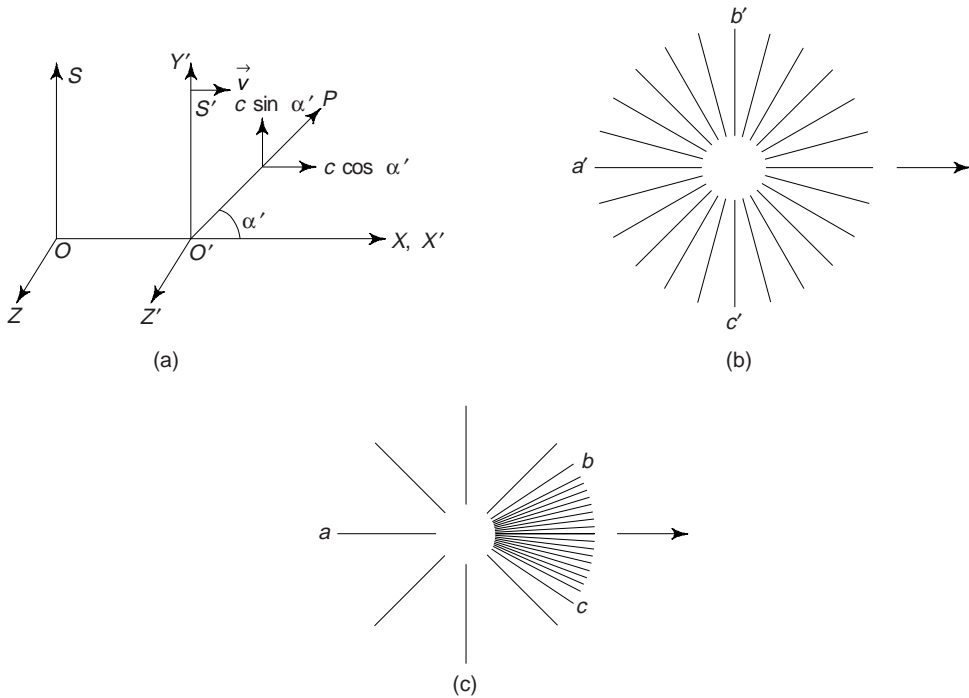 S
Y′
v
S′
c sin α′
P
c cos α′
α′
O
O′
X, X′
Z
Z′
(a)
b′
a′
c′
(b)
b
a
c
(c)